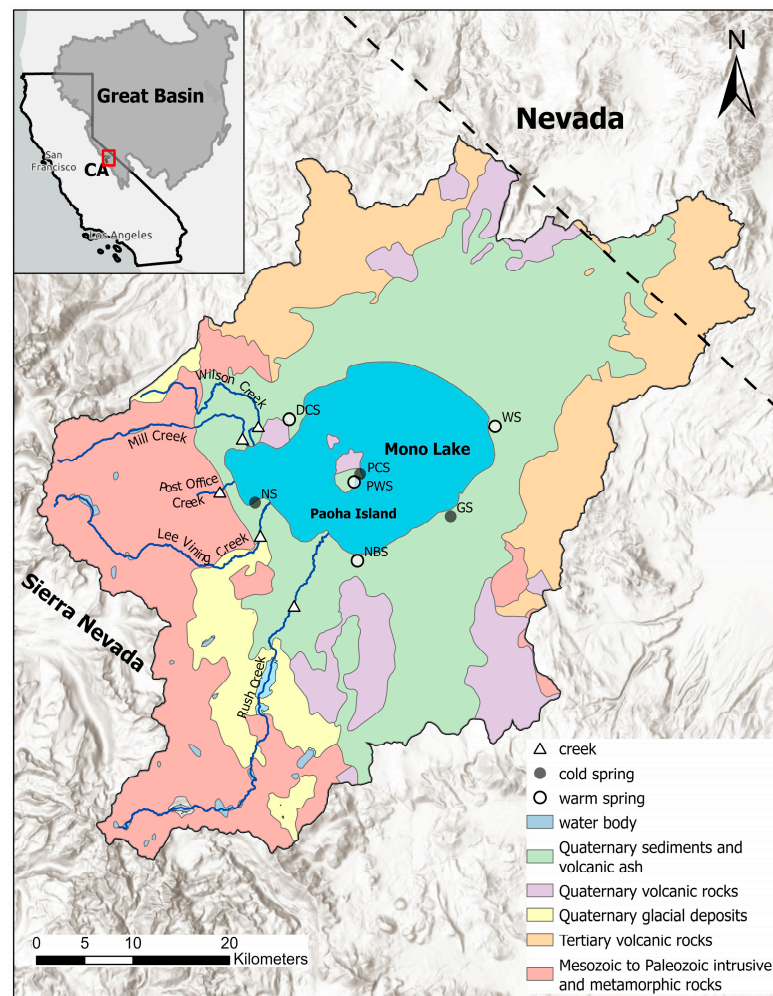 Great Basin
San
Francisco
CA
Los Angeles
N
Nevada
Wilson Creek
DCS
WS
Mill Creek
Mono Lake
PCS
PWS
Post Office
Creek
NS
GS
Paoha Island
Lee Vining Creek
NBS
Sierra Nevada
Rush Creek
creek
cold spring
warm spring
water body
Quaternary sediments and
volcanic ash
Quaternary volcanic rocks
Quaternary glacial deposits
Tertiary volcanic rocks
Mesozoic to Paleozoic intrusive
and metamorphic rocks
0 5 10 20
Kilometers